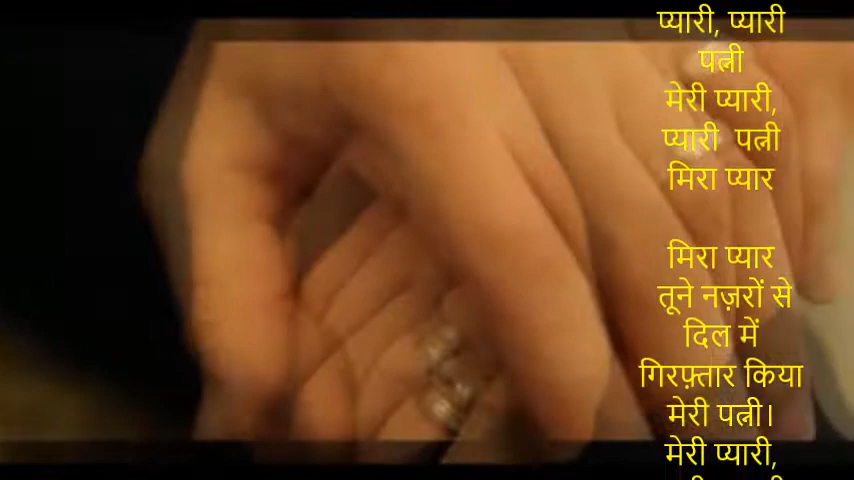 प्यारी, प्यारी
पत्नी
मेरी प्यारी,
प्यारी पत्नी
मिरा प्यार
मिरा प्यार
तूने नज़रों से
दिल में
गिरफ़्तार किया
मेरी पत्नी।
मेरी प्यारी,